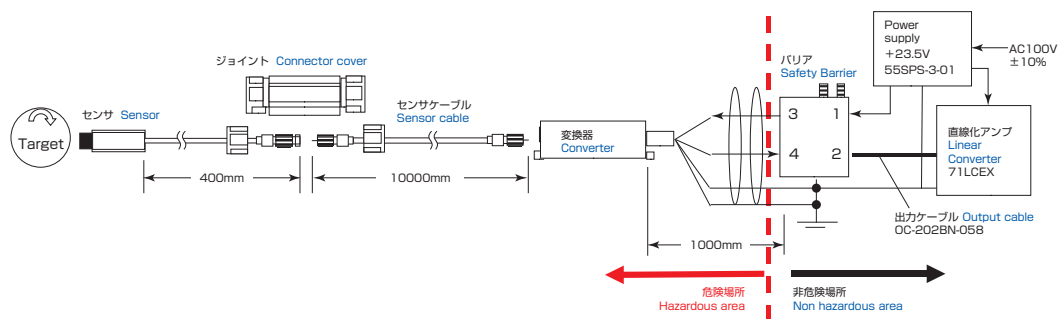 Target
センサ Sensor
400mm
ジョイント Connector cover
10000mm
センサケーブル
Sensor cable
変換器
Converter
1000mm
バリア
Safety Barrier
3 1
4 2
Power
supply
+23.5V
55SPS-3-01
AC100V
±10%
直線化アンプ
Linear
Converter
71LCEX
出力ケーブル Output cable
OC-202BN-058
危険場所
Hazardous area
非危険場所
Non hazardous area